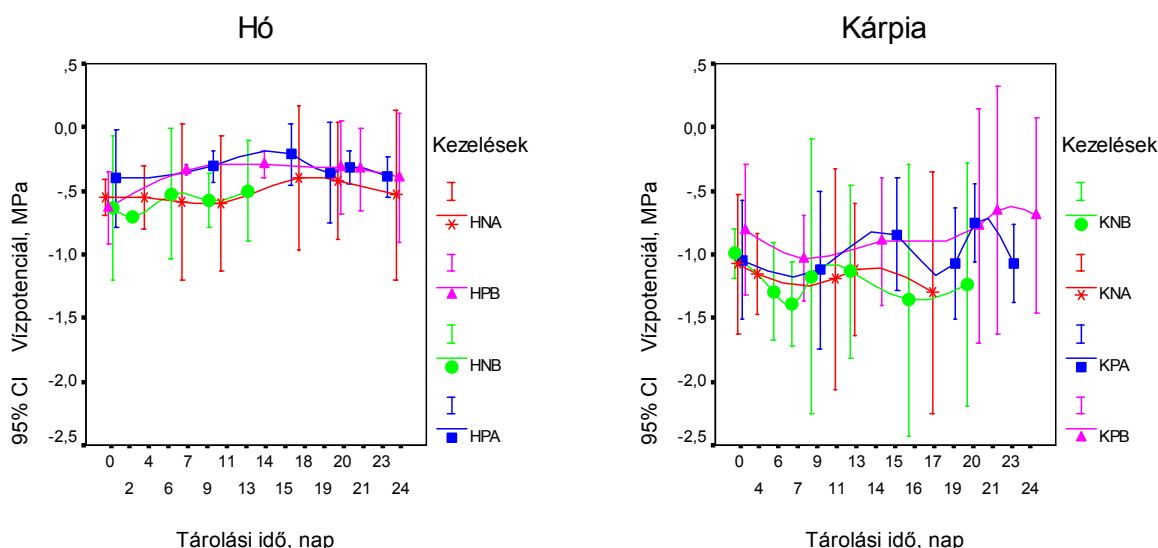 Hó
,5
0,0
-,5
-1,0
-1,5
-2,0
-2,5
95% CI Vízpotenciál, MPa
0 4 7 11 14 18 20 23
2 6 9 13 15 19 21 24
Tárolási idő, nap
Kezelések
HNA
HPB
HNB
HPA
Kárpia
,5
0,0
-,5
-1,0
-1,5
-2,0
-2,5
95% CI Vízpotenciál, MPa
0 6 9 13 15 17 20 23
4 7 11 14 16 19 21 24
Tárolási idő, nap
Kezelések
KNB
KNA
KPA
KPB